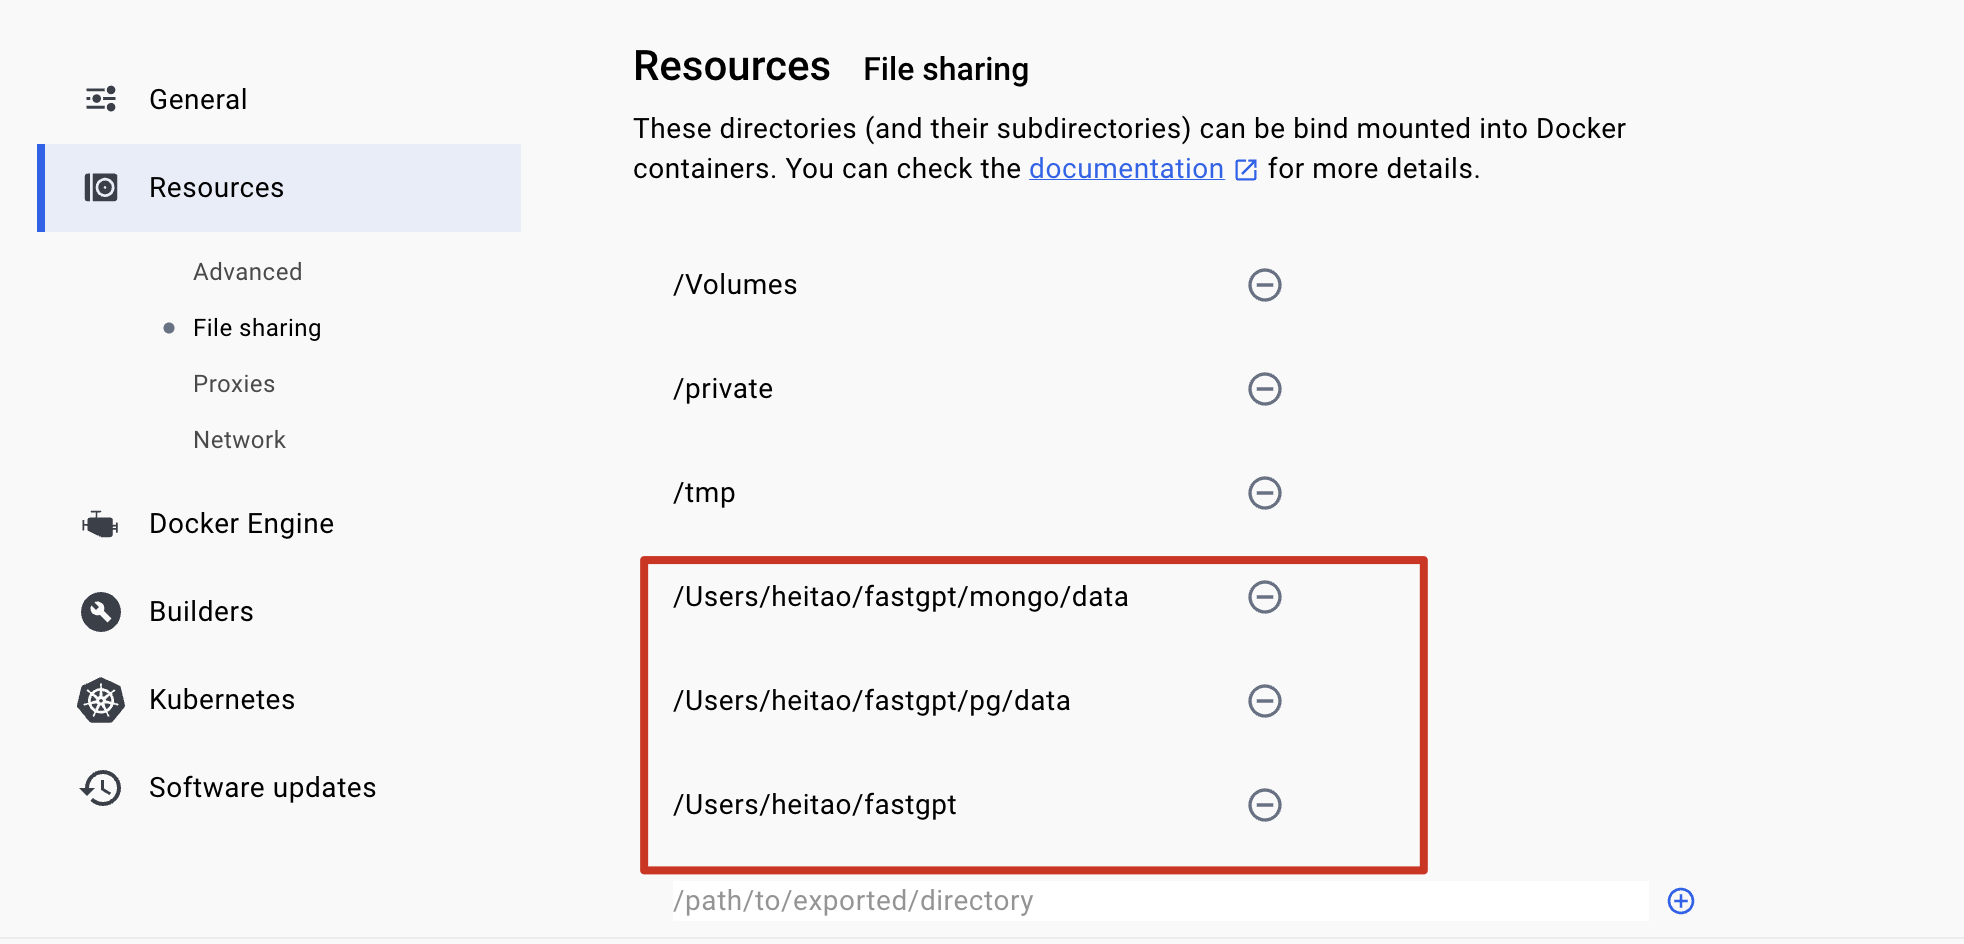 General
Resources
Advanced
File sharing
Proxies
Network
Docker Engine
Builders
Kubernetes
Software updates
Resources File sharing
These directories (and their subdirectories) can be bind mounted into Docker
containers. You can check the documentation for more details.
/Volumes
/private
/tmp
/Users/heitao/fastgpt/mongo/data
/Users/heitao/fastgpt/pg/data
/Users/heitao/fastgpt
/path/to/exported/directory